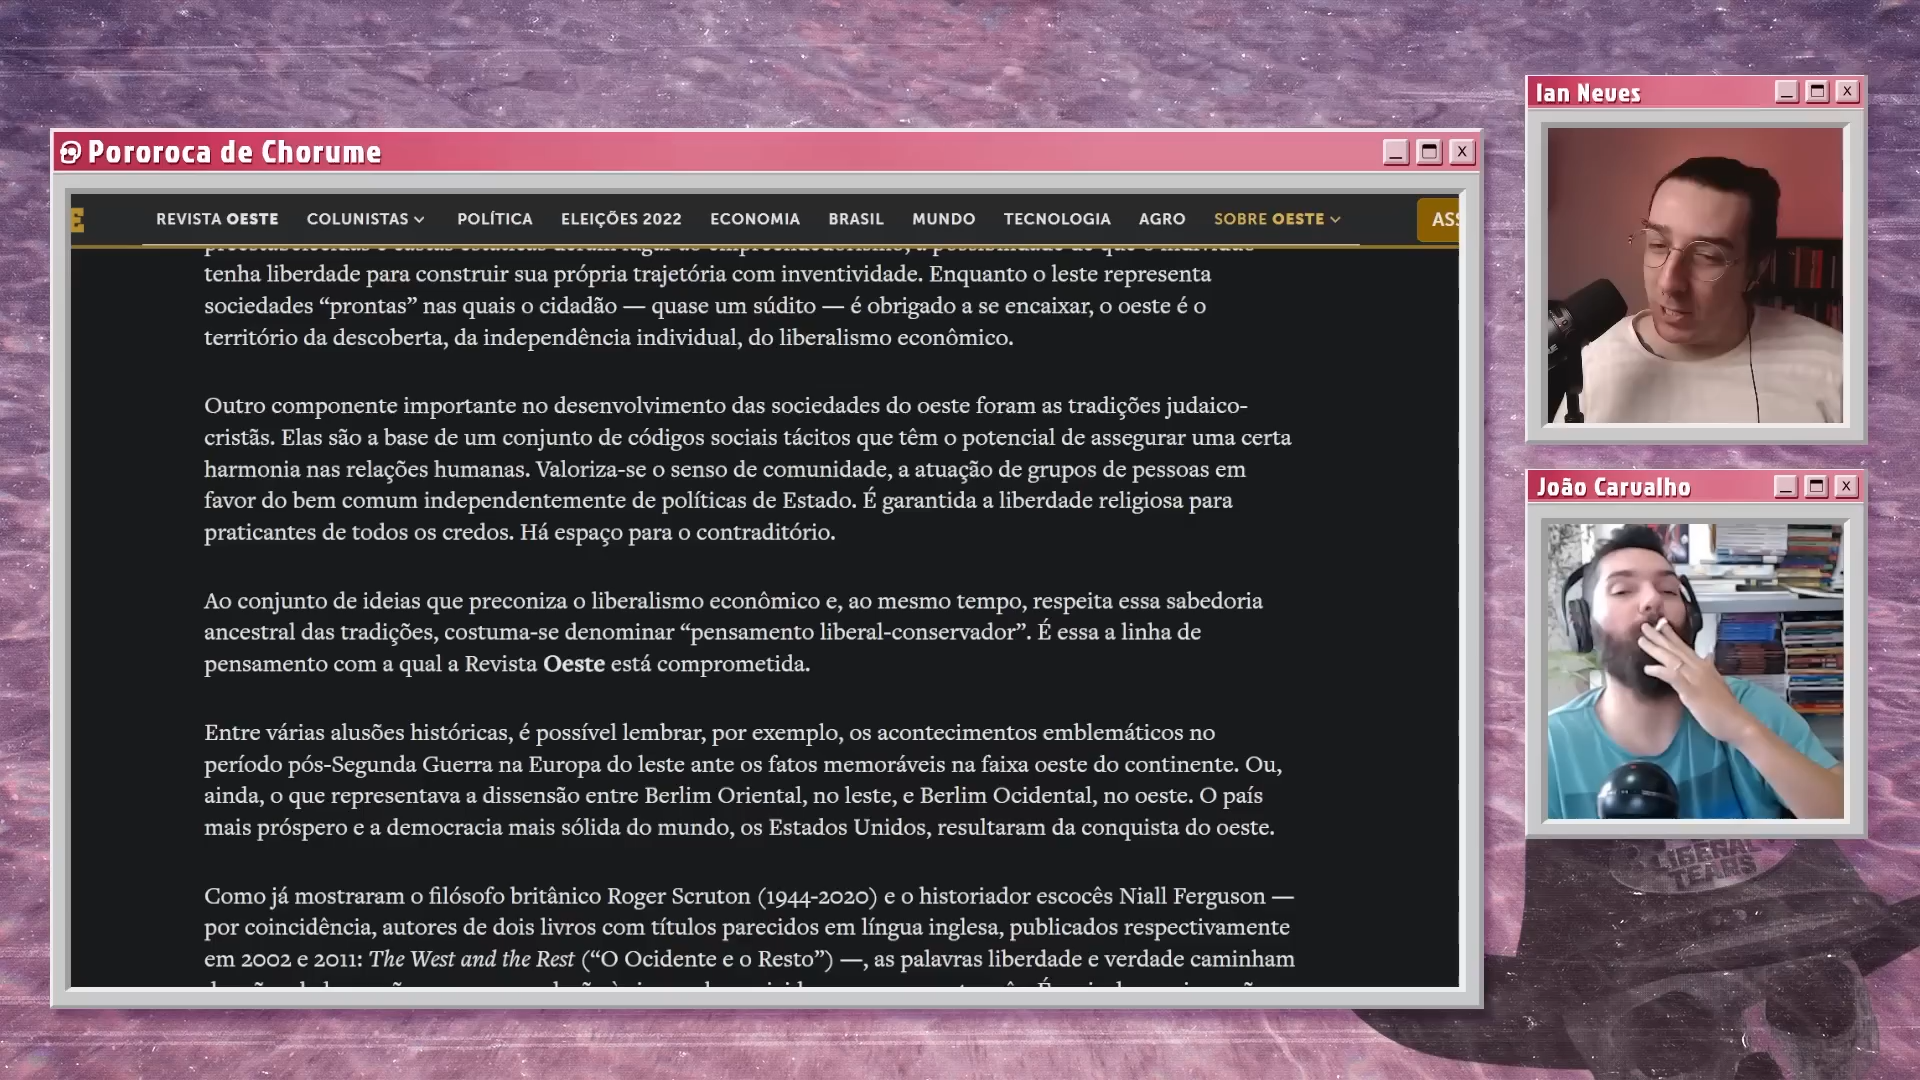 Pororoca de Chorume
REVISTA OESTE COLUNISTAS POLÍTICA ELEIÇÕES 2022 ECONOMIA BRASIL MUNDO TECNOLOGIA AGRO SOBRE OESTE ASS
tenha liberdade para construir sua própria trajetória com inventividade. Enquanto o leste representa
sociedades “prontas” nas quais o cidadão — quase um súdito — é obrigado a se encaixar, o oeste é o
território da descoberta, da independência individual, do liberalismo econômico.
Outro componente importante no desenvolvimento das sociedades do oeste foram as tradições judaico-
cristãs. Elas são a base de um conjunto de códigos sociais tácitos que têm o potencial de assegurar uma certa
harmonia nas relações humanas. Valoriza-se o senso de comunidade, a atuação de grupos de pessoas em
favor do bem comum independentemente de políticas de Estado. É garantida a liberdade religiosa para
praticantes de todos os credos. Há espaço para o contraditório.
Ao conjunto de ideias que preconiza o liberalismo econômico e, ao mesmo tempo, respeita essa sabedoria
ancestral das tradições, costuma-se denominar “pensamento liberal-conservador”. É essa a linha de
pensamento com a qual a Revista Oeste está comprometida.
Entre várias alusões históricas, é possível lembrar, por exemplo, os acontecimentos emblemáticos no
período pós-Segunda Guerra na Europa do leste ante os fatos memoráveis na faixa oeste do continente. Ou,
ainda, o que representava a dissensão entre Berlim Oriental, no leste, e Berlim Ocidental, no oeste. O país
mais próspero e a democracia mais sólida do mundo, os Estados Unidos, resultaram da conquista do oeste.
Como já mostraram o filósofo britânico Roger Scruton (1944-2020) e o historiador escocês Niall Ferguson —
por coincidência, autores de dois livros com títulos parecidos em língua inglesa, publicados respectivamente
em 2002 e 2011: The West and the Rest (“O Ocidente e o Resto”) —, as palavras liberdade e verdade caminham
Ian Neves
João Carvalho
LIBERAL
TEARS